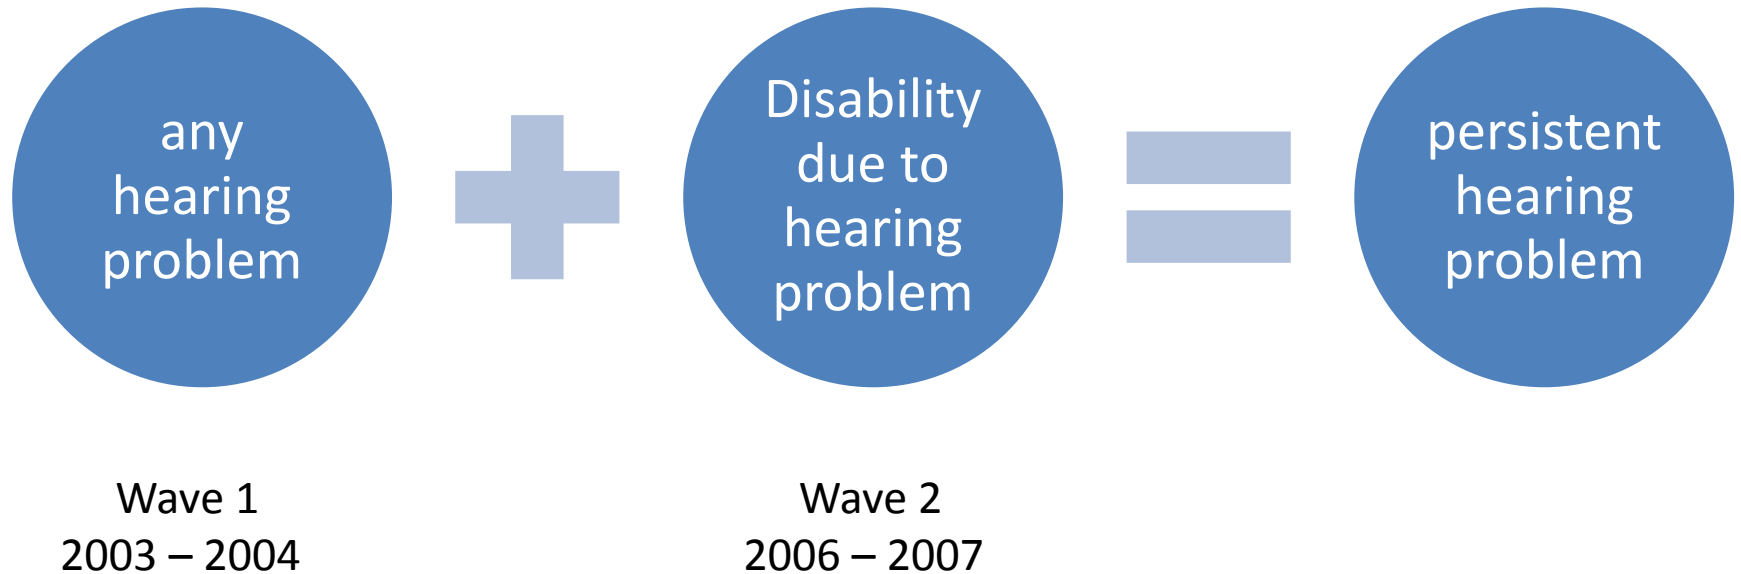 any
hearing
problem
Disability
due to
hearing
problem
persistent
hearing
problem
Wave 1
2003 – 2004
Wave 2
2006 – 2007